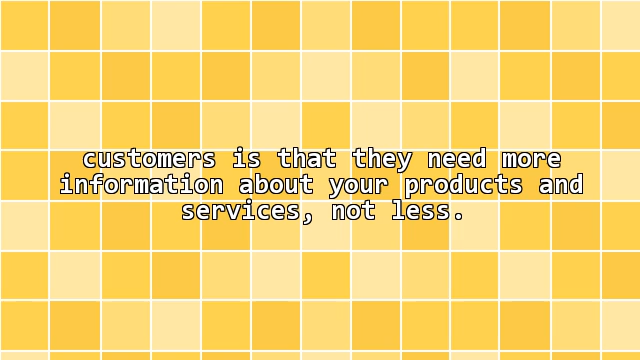 customers is that they need more
information about your products and
services, not less.